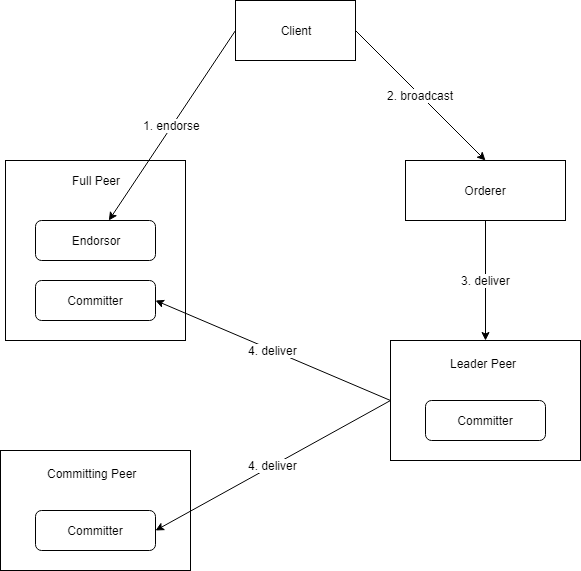 Client
2. broadcast
1. endorse
Full Peer
Endorsor
Committer
Orderer
3. deliver
4. deliver
Leader Peer
Committer
4. deliver
Committing Peer
Committer